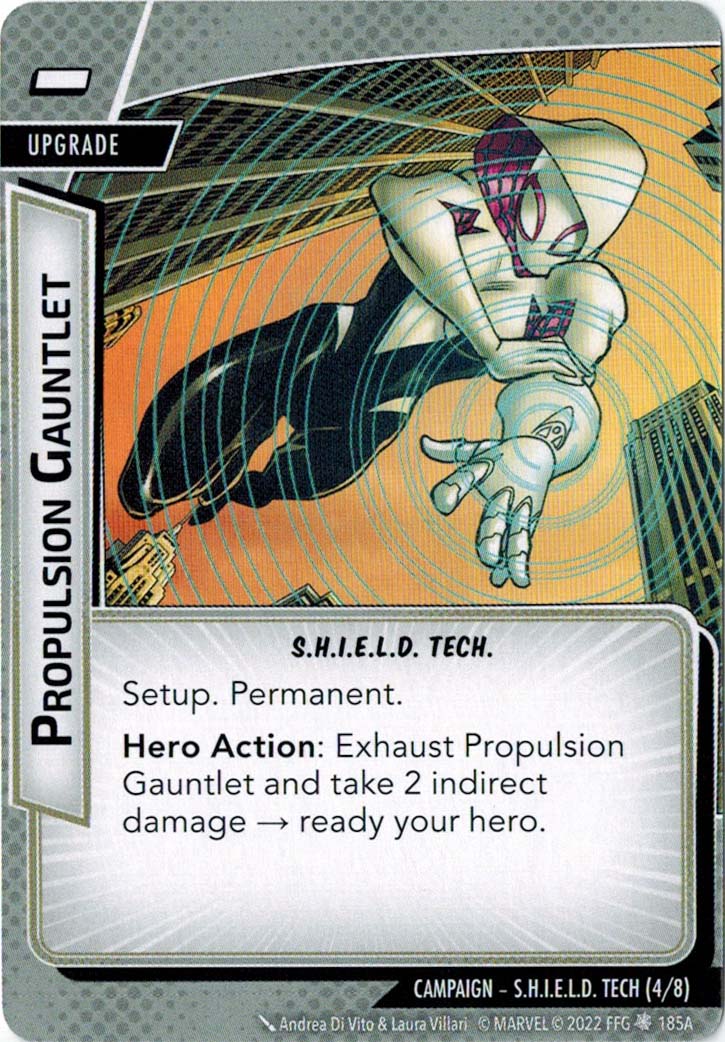 UPGRADE
PROPULSION GAUNTLET
S.H.I.E.L.D. TECH.
Setup. Permanent.
Hero Action: Exhaust Propulsion
Gauntlet and take 2 indirect
damage → ready your hero.
CAMPAIGN – S.H.I.E.L.D. TECH (4/8)
Andrea Di Vito & Laura Villari © MARVEL © 2022 FFG 185A